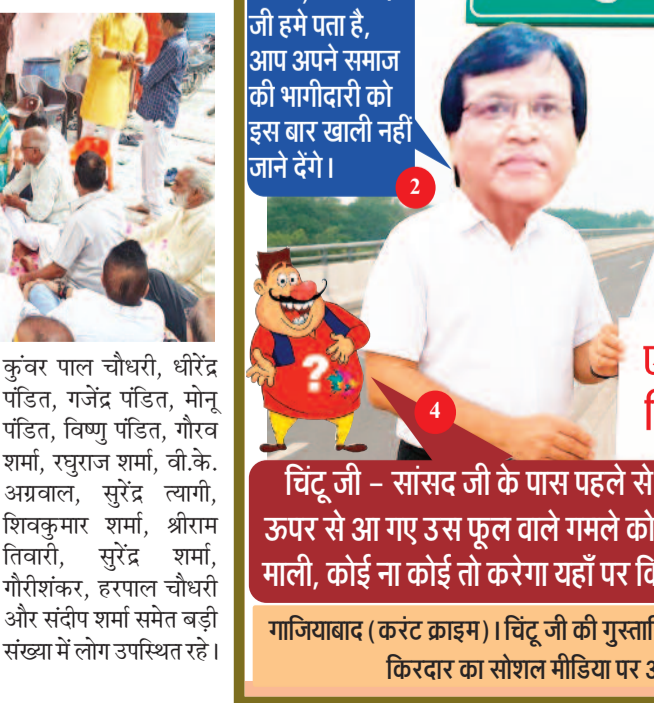 कुंवर पाल चौधरी, धीरेंद्र
पंडित, गजेंद्र पंडित, मोनू
पंडित, विष्णु पंडित, गौरव
शर्मा, रघुराज शर्मा, वी.के.
अग्रवाल, सुरेंद्र त्यागी,
शिवकुमार शर्मा, श्रीराम
तिवारी, सुरेंद्र शर्मा,
गौरीशंकर, हरपाल चौधरी
और संदीप शर्मा समेत बड़ी
संख्या में लोग उपस्थित रहे।
जी हमे पता है,
आप अपने समाज
की भागीदारी को
इस बार खाली नहीं
जाने देंगे।
2
?
4
चिंटू जी – सांसद जी के पास पहले से
ऊपर से आ गए उस फूल वाले गमले को
माली, कोई ना कोई तो करेगा यहाँ पर
गाजियाबाद (करंट क्राइम)। चिंटू जी की
किरदार का सोशल मीडिया पर